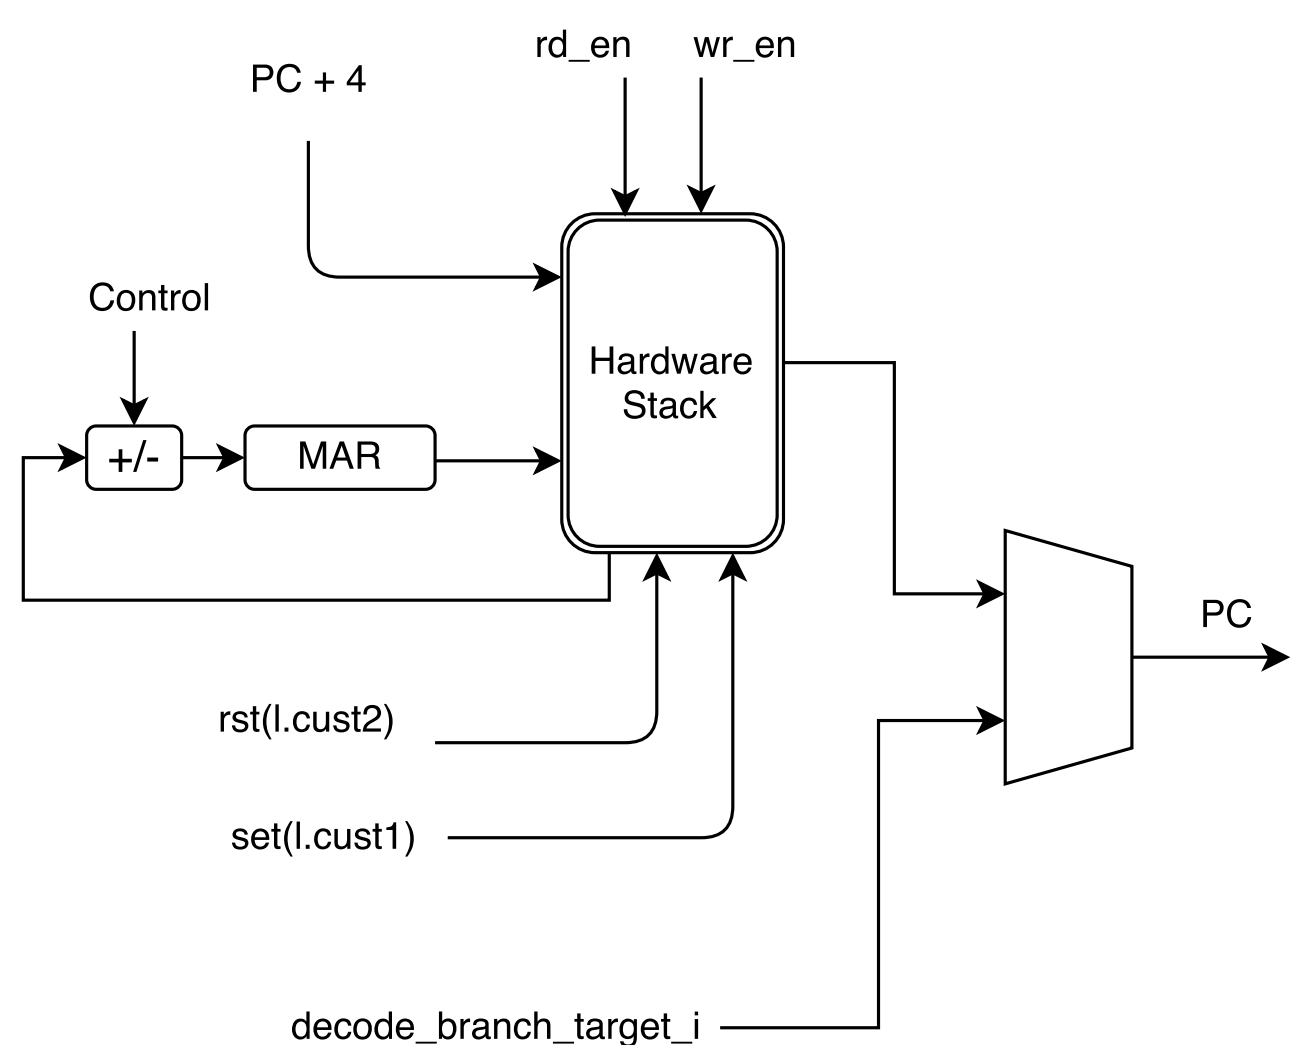 rd_en
wr_en
PC + 4
Control
Hardware
Stack
+/-
MAR
PC
rst(l.cust2)
set(l.cust1)
decode_branch_target_i